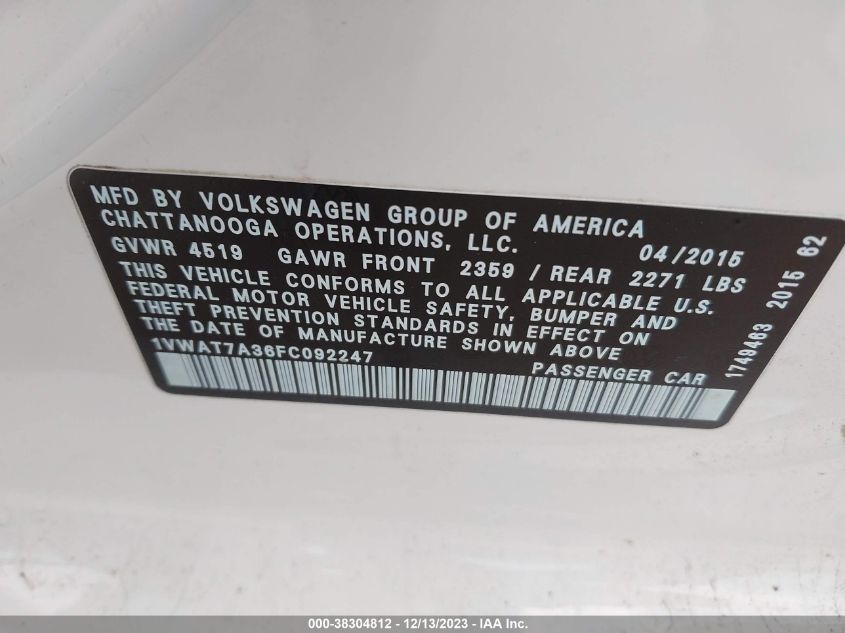 MFD BY VOLKSWAGEN GROUP OF AMERICA
CHATTANOOGA OPERATIONS, LLC. 04/2015
GVWR 4519 GAWR FRONT 2359 / REAR 2271 LBS
THIS VEHICLE CONFORMS TO ALL APPLICABLE U.S.
FEDERAL MOTOR VEHICLE SAFETY, BUMPER AND
THEFT PREVENTION STANDARDS IN EFFECT ON
THE DATE OF MANUFACTURE SHOWN ABOVE
1VWAT7A36FC092247 PASSENGER CAR
1749463 2015 62
000-38304812 - 12/13/2023 - IAA Inc.